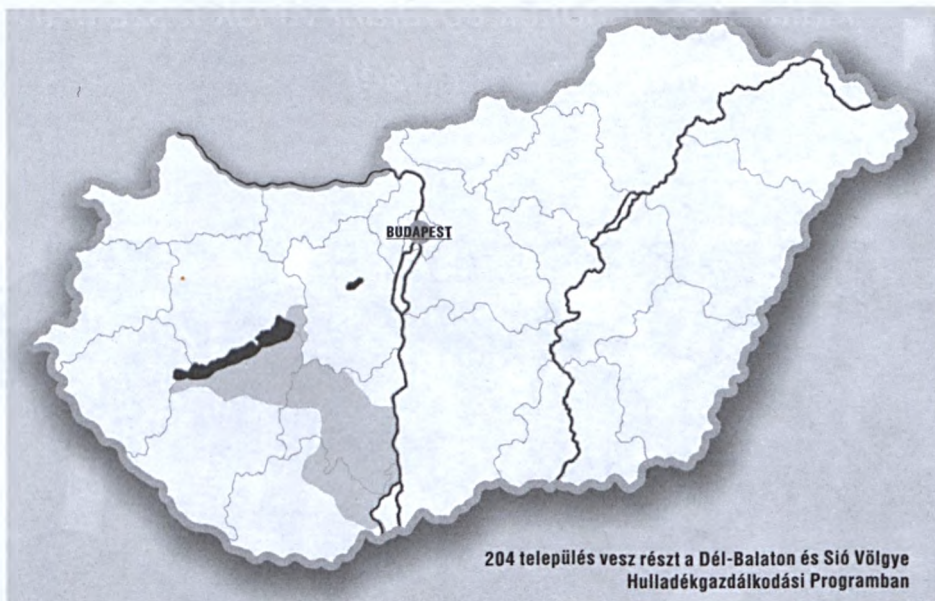 BUDAPEST
204 település vesz részt a Dél-Balaton és Sió Völgye
Hulladékgazdálkodási Programban